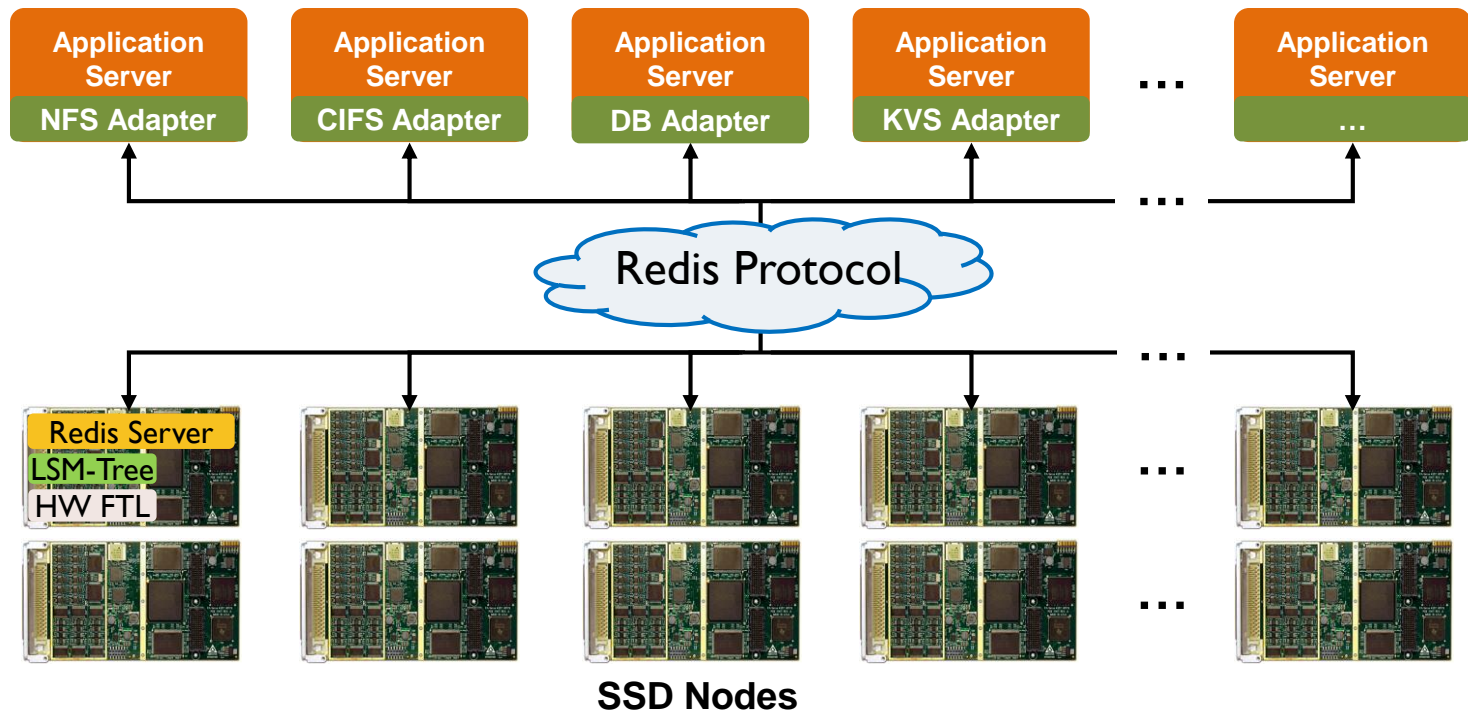 Application
Server
NFS Adapter
Application
Server
CIFS Adapter
Application
Server
DB Adapter
Application
Server
KVS Adapter
...
Application
Server
...
...
Redis Protocol
...
Redis Server
LSM-Tree
HW FTL
...
...
SSD Nodes